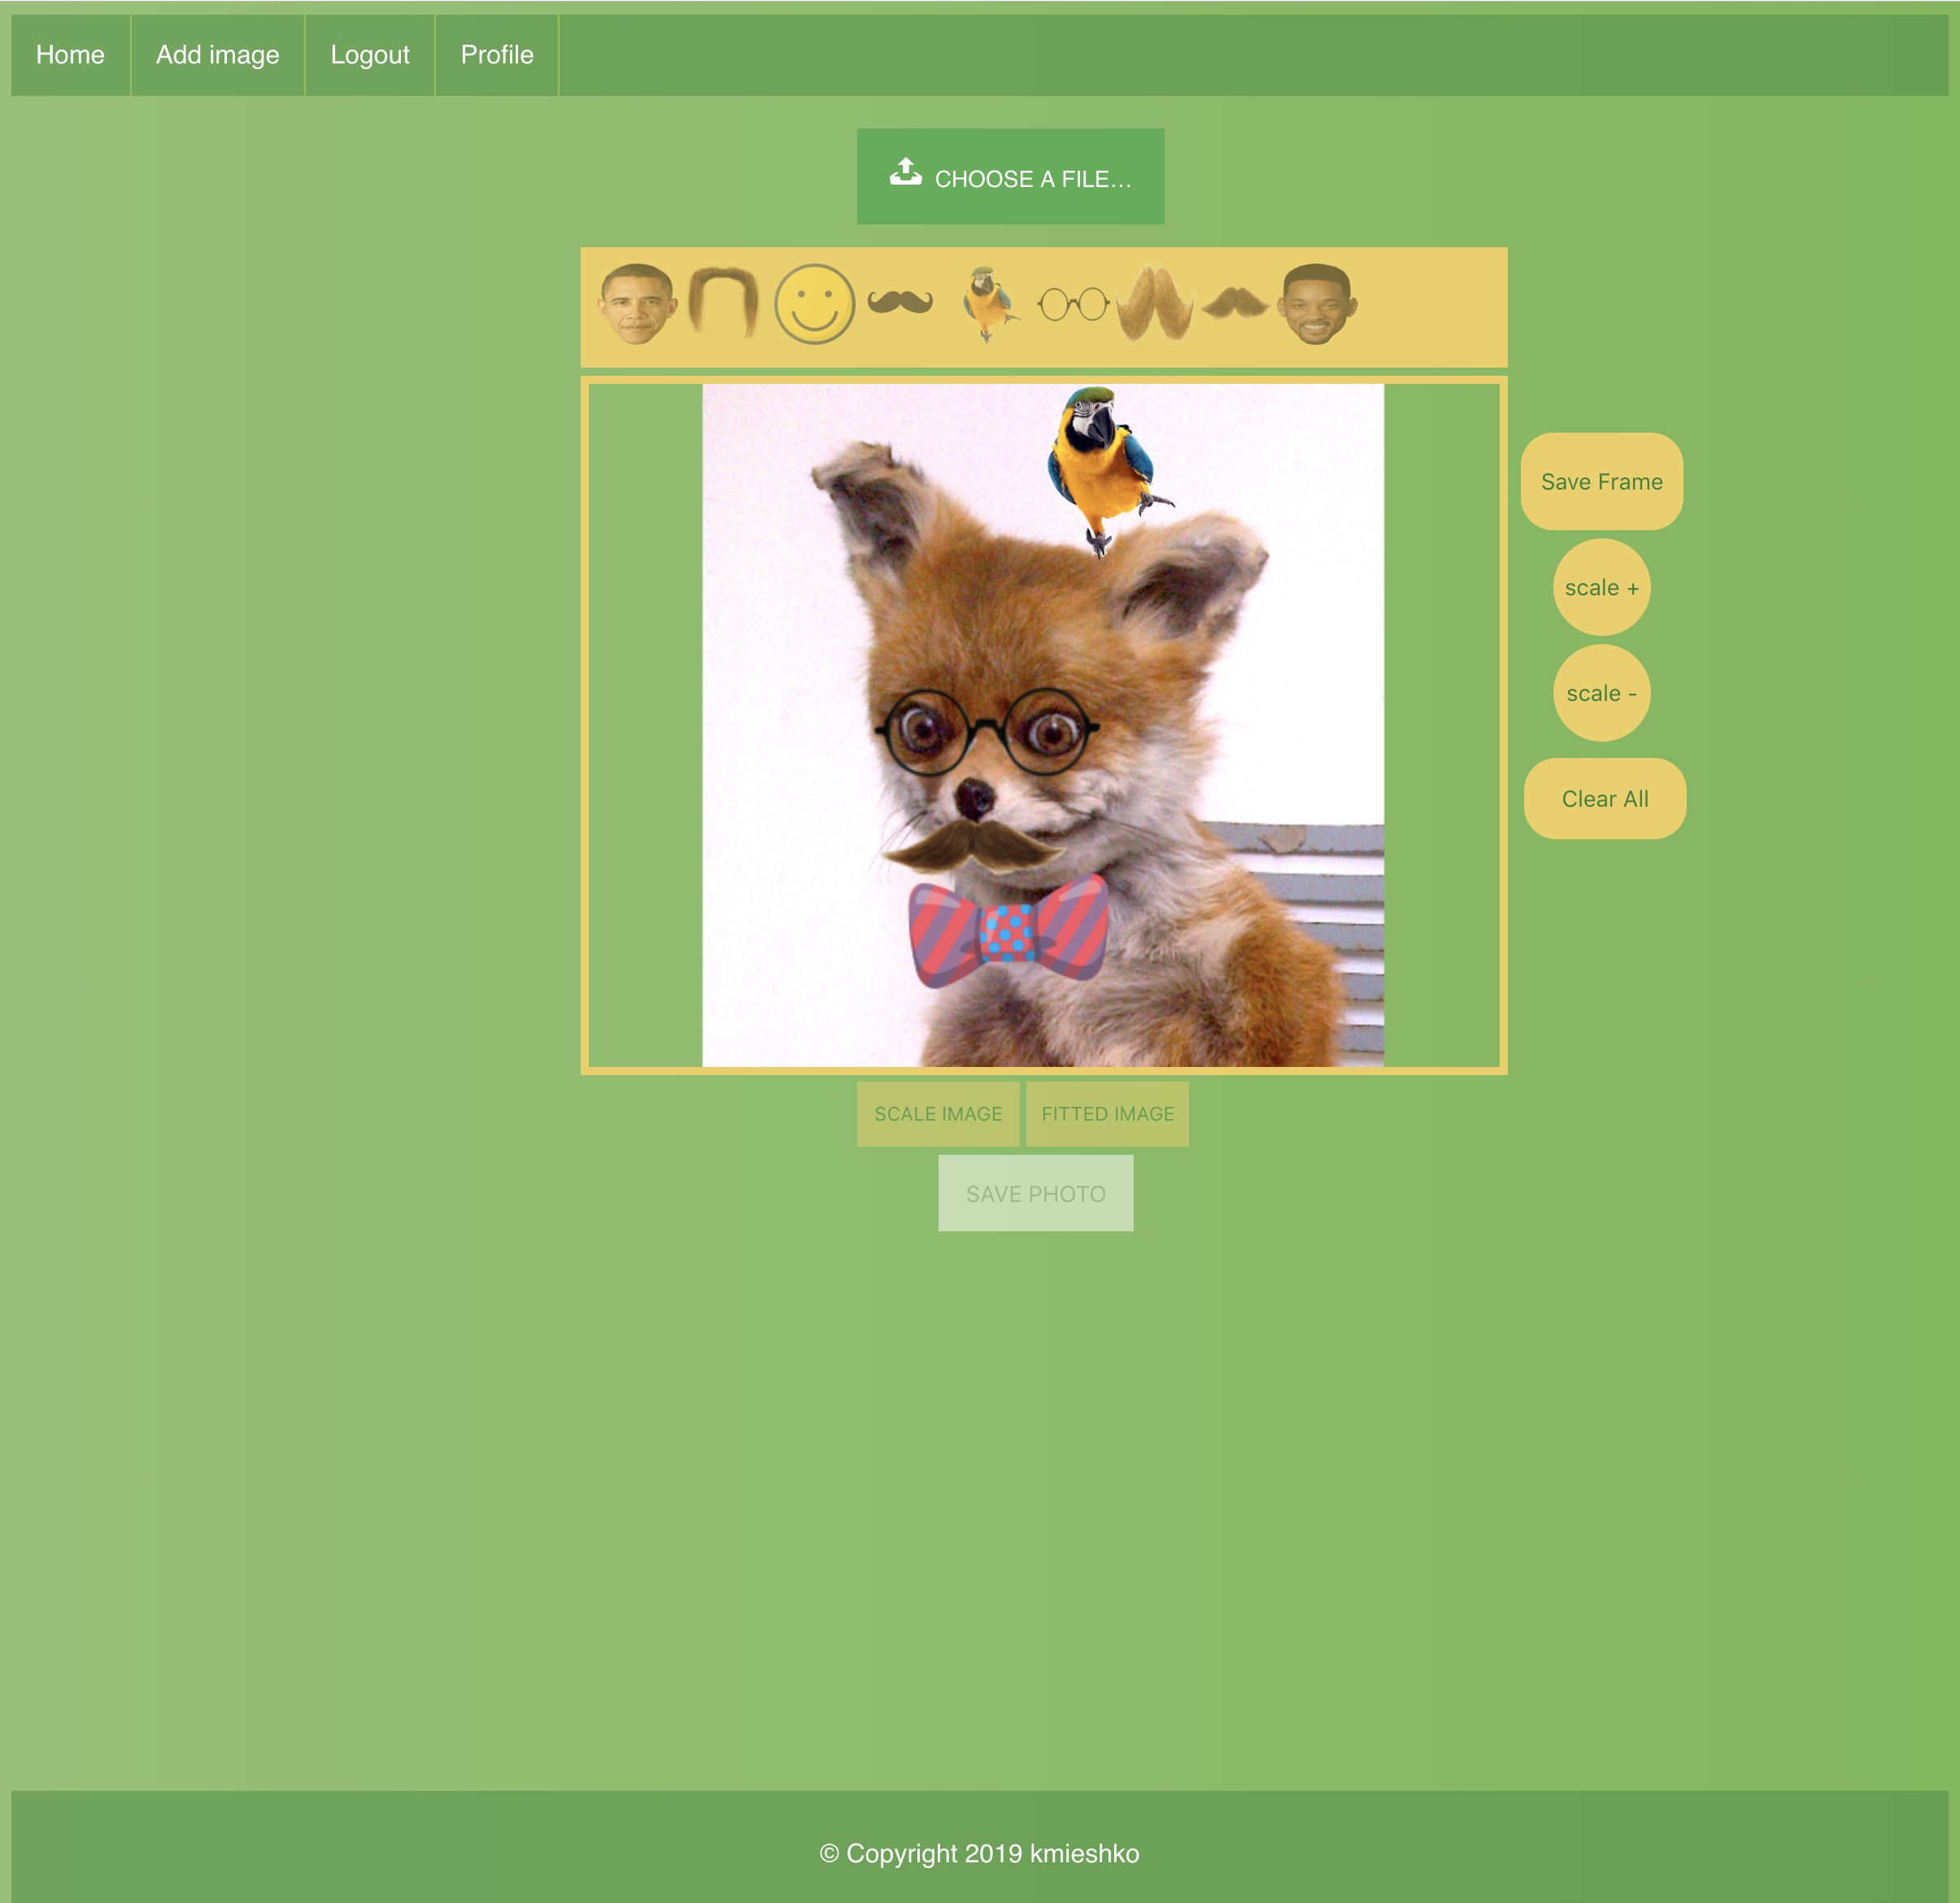 Home
Add image
Logout
Profile
CHOOSE A FILE...
Save Frame
scale +
scale -
Clear All
SCALE IMAGE
FITTED IMAGE
SAVE PHOTO
© Copyright 2019 kmieshko